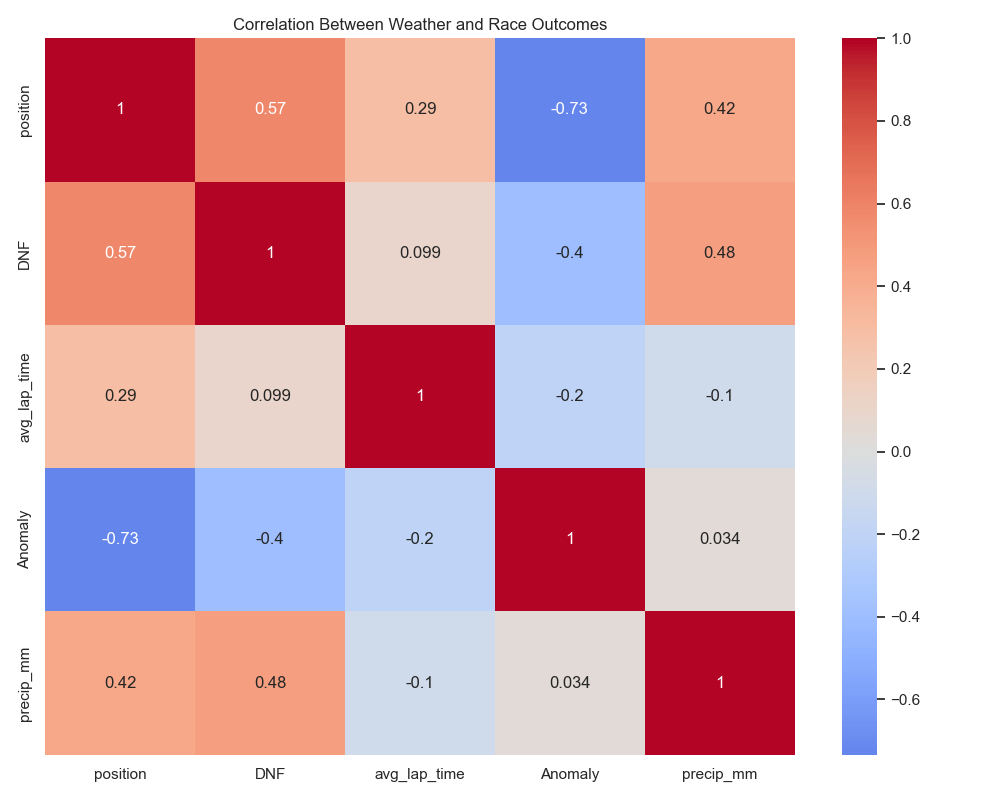 Correlation Between Weather and Race Outcomes
position 1 0.57 0.29 -0.73 0.42
DNF 0.57 1 0.099 -0.4 0.48
avg_lap_time 0.29 0.099 1 -0.2 -0.1
Anomaly -0.73 -0.4 -0.2 1 0.034
precip_mm 0.42 0.48 -0.1 0.034 1
position DNF avg_lap_time Anomaly precip_mm
1.0
0.8
0.6
0.4
0.2
0.0
−0.2
−0.4
−0.6